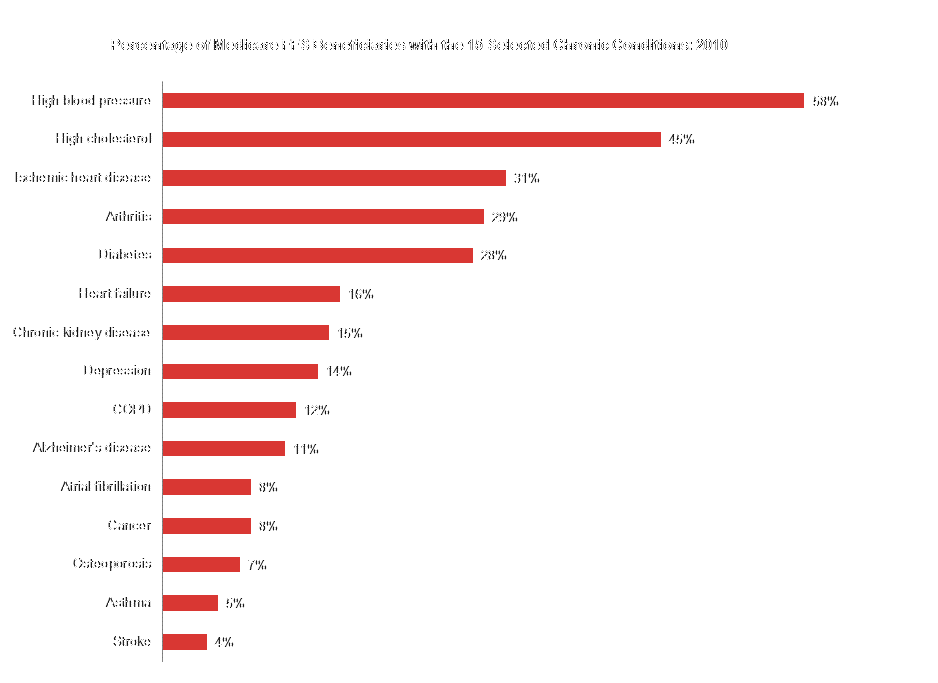 Percentage of Medicare FFS Beneficiaries with the 15 Selected Chronic Conditions: 2010
High blood pressure 58%
High cholesterol 45%
Ischemic heart disease 31%
Arthritis 29%
Diabetes 28%
Heart failure 16%
Chronic kidney disease 15%
Depression 14%
COPD 12%
Alzheimer's disease 11%
Atrial fibrillation 8%
Cancer 8%
Osteoporosis 7%
Asthma 5%
Stroke 4%